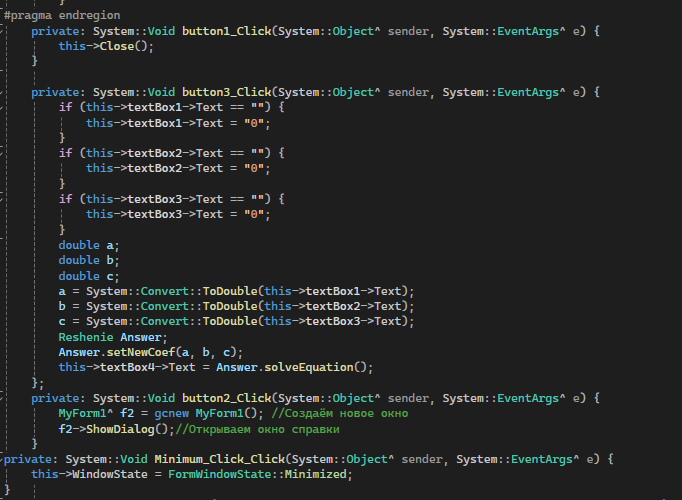 }
#pragma endregion
private: System::Void button1_Click(System::Object^ sender, System::EventArgs^ e) {
this->Close();
}
private: System::Void button3_Click(System::Object^ sender, System::EventArgs^ e) {
if (this->textBox1->Text == "") {
this->textBox1->Text = "0";
}
if (this->textBox2->Text == "") {
this->textBox2->Text = "0";
}
if (this->textBox3->Text == "") {
this->textBox3->Text = "0";
}
double a;
double b;
double c;
a = System::Convert::ToDouble(this->textBox1->Text);
b = System::Convert::ToDouble(this->textBox2->Text);
c = System::Convert::ToDouble(this->textBox3->Text);
Reshenie Answer;
Answer.setNewCoef(a, b, c);
this->textBox4->Text = Answer.solveEquation();
};
private: System::Void button2_Click(System::Object^ sender, System::EventArgs^ e) {
MyForm1^ f2 = gcnew MyForm1(); //Создаём новое окно
f2->ShowDialog();//Открываем окно справки
}
private: System::Void Minimum_Click_Click(System::Object^ sender, System::EventArgs^ e) {
this->WindowState = FormWindowState::Minimized;
}